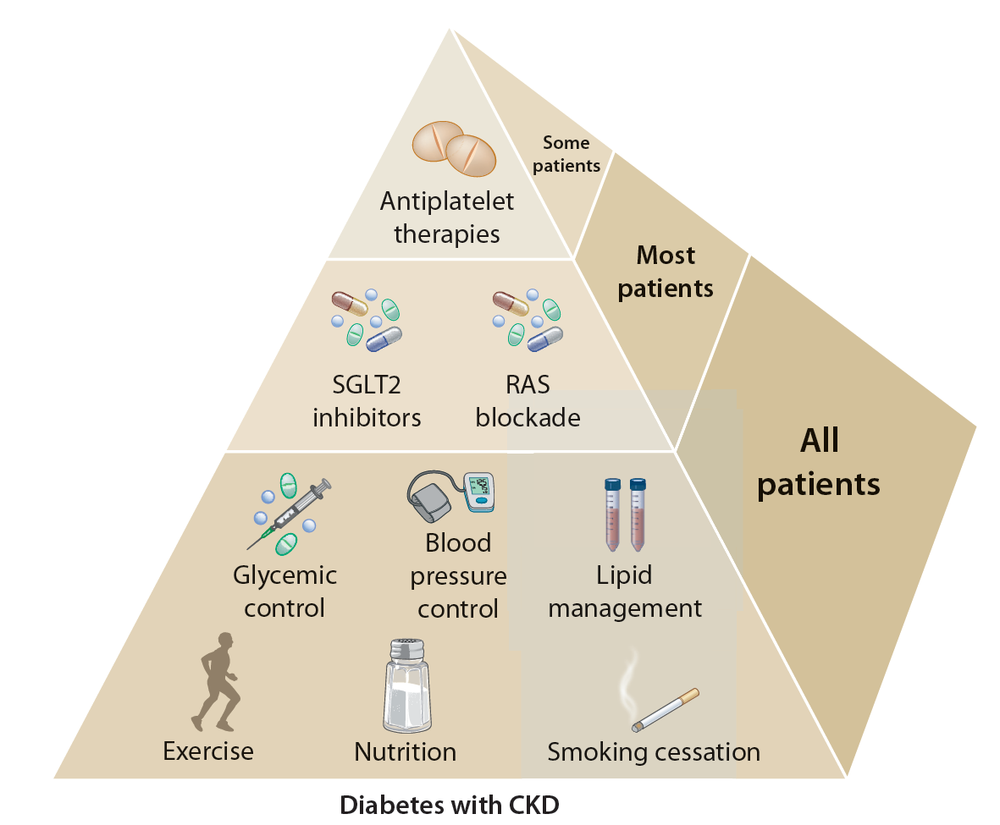 Some
patients
Antiplatelet
therapies
Most
patients
SGLT2
inhibitors
RAS
blockade
All
patients
Glycemic
control
Blood
pressure
control
Lipid
management
Exercise
Nutrition
Smoking cessation
Diabetes with CKD